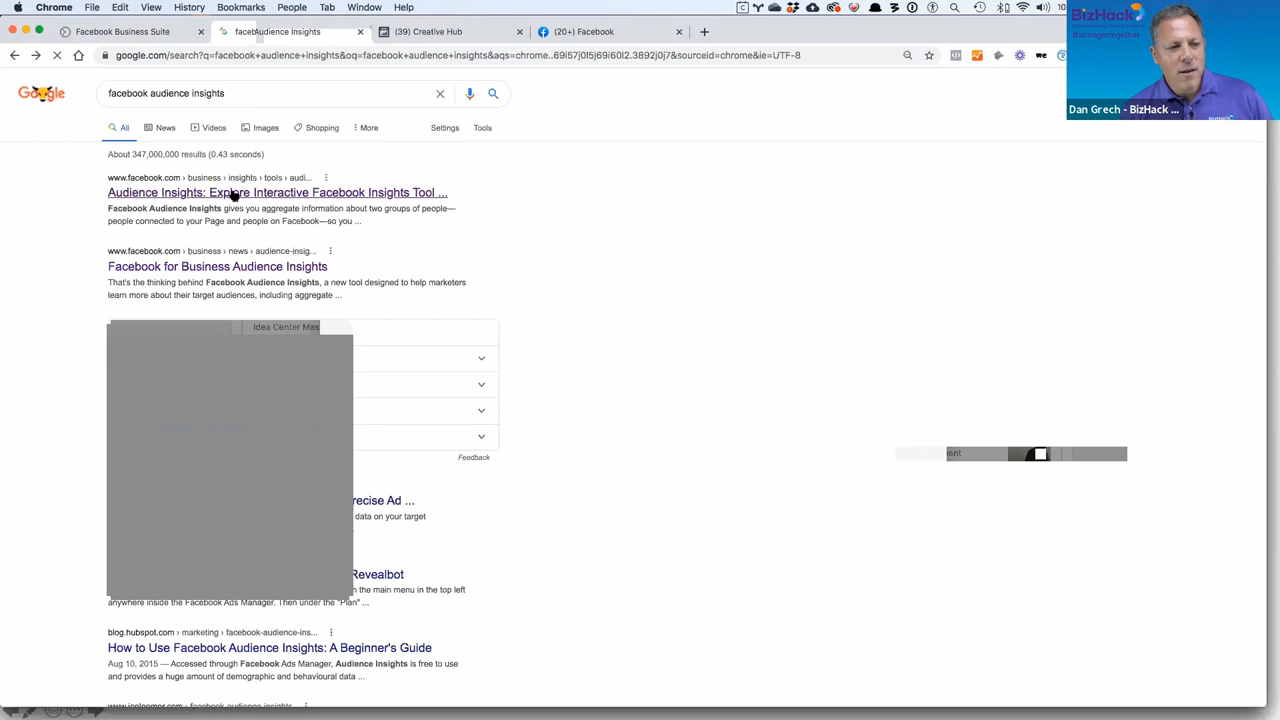 Chrome File Edit View History Bookmarks People Tab Window Help
Facebook Business Suite
Audience Insights
(39) Creative Hub
(20+) Facebook
BizHack
#strongertogether
google.com/search?q=facebook+audience+insights&oq=facebook+audience+insights&aqs=chrome..69i57j0l5j69i60l2.3892j0j7&sourceid=chrome&ie=UTF-8
Dan Grech - BizHack ...
Google
facebook audience insights
All News Videos Images Shopping More Settings Tools
About 347,000,000 results (0.43 seconds)
www.facebook.com › business › insights › tools › audi...
Audience Insights: Explore Interactive Facebook Insights Tool ...
Facebook Audience Insights gives you aggregate information about two groups of people—
people connected to your Page and people on Facebook—so you ...
www.facebook.com › business › news › audience-insig...
Facebook for Business Audience Insights
That's the thinking behind Facebook Audience Insights, a new tool designed to help marketers
learn more about their target audiences, including aggregate ...
Idea Center Mas
Feedback
recise Ad ...
data on your target
Revealbot
n the main menu in the top left
anywhere inside the Facebook Ads Manager. Then under the "Plan" ...
blog.hubspot.com › marketing › facebook-audience-ins...
How to Use Facebook Audience Insights: A Beginner's Guide
Aug 10, 2015 — Accessed through Facebook Ads Manager, Audience Insights is free to use
and provides a huge amount of demographic and behavioural data ...